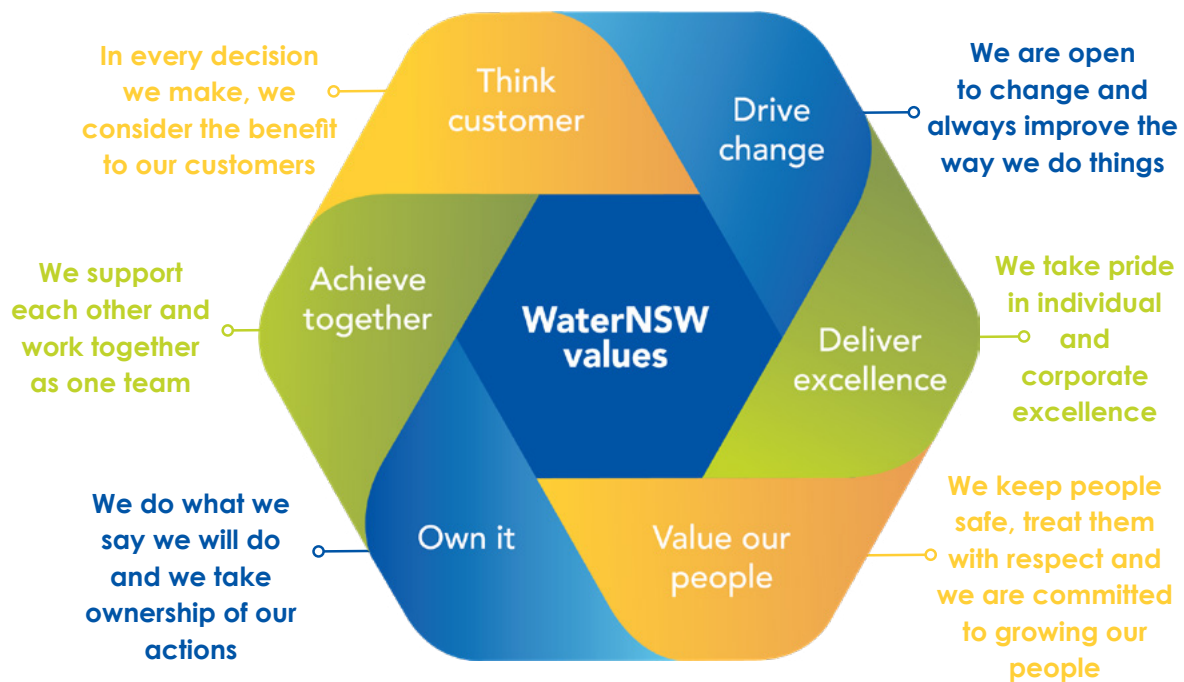 In every decision
we make, we
consider the benefit
to our customers
Think
customer
Drive
change
We are open
to change and
always improve the
way we do things
We support
each other and
work together
as one team
Achieve
together
WaterNSW
values
Deliver
excellence
We take pride
in individual
and
corporate
excellence
We do what we
say we will do
and we take
ownership of our
actions
Own it
Value our
people
We keep people
safe, treat them
with respect and
we are committed
to growing our
people